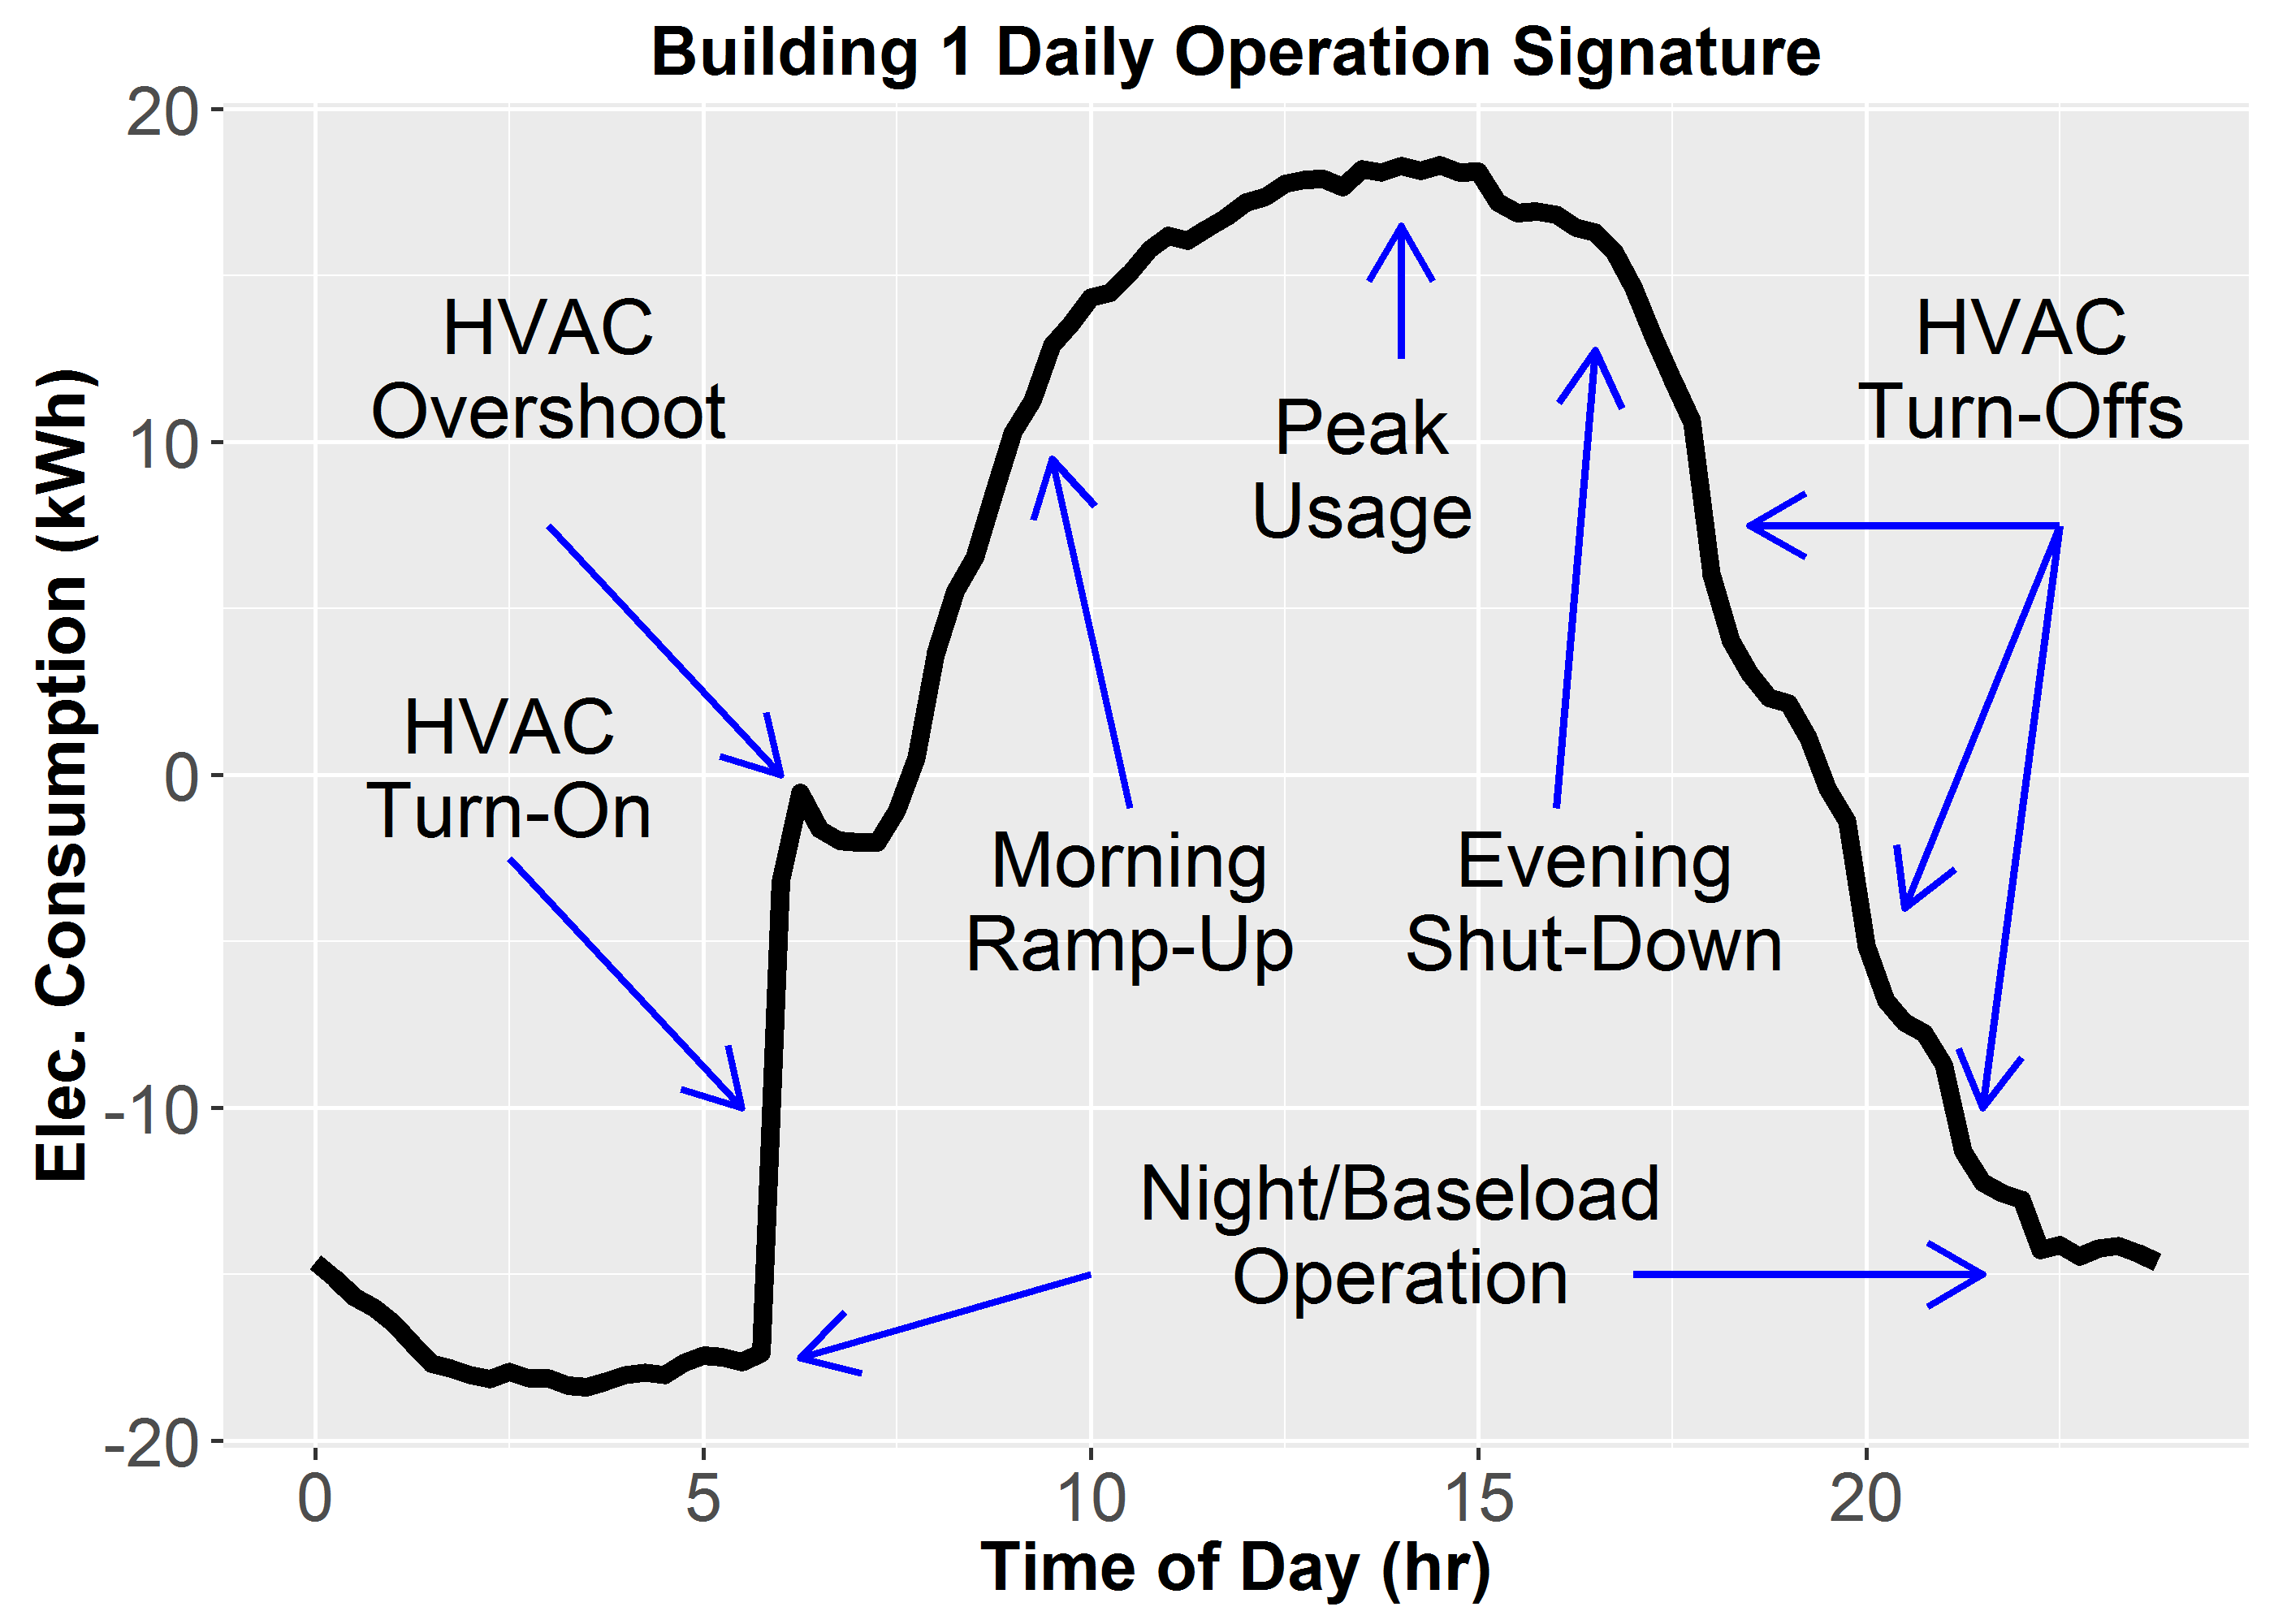 Building 1 Daily Operation Signature
Elec. Consumption (kWh)
20
10
0
-10
-20
HVAC
Overshoot
HVAC
Turn-On
Morning
Ramp-Up
Peak
Usage
Evening
Shut-Down
HVAC
Turn-Offs
Night/Baseload
Operation
0
5
10
15
20
Time of Day (hr)